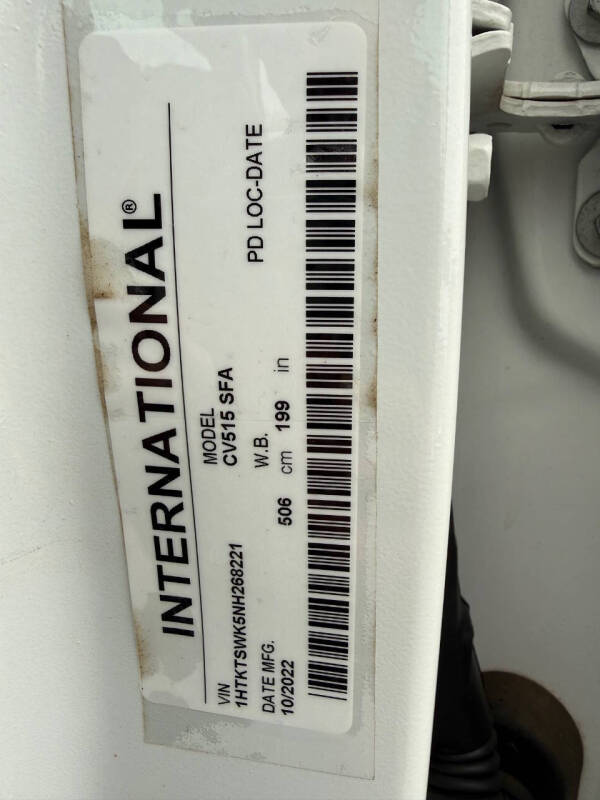 INTERNATIONAL®
VIN
1HTKTSWK5NH268221
MODEL
CV515 SFA
DATE MFG.
10/2022
W.B.
506 cm 199 in
PD LOC-DATE